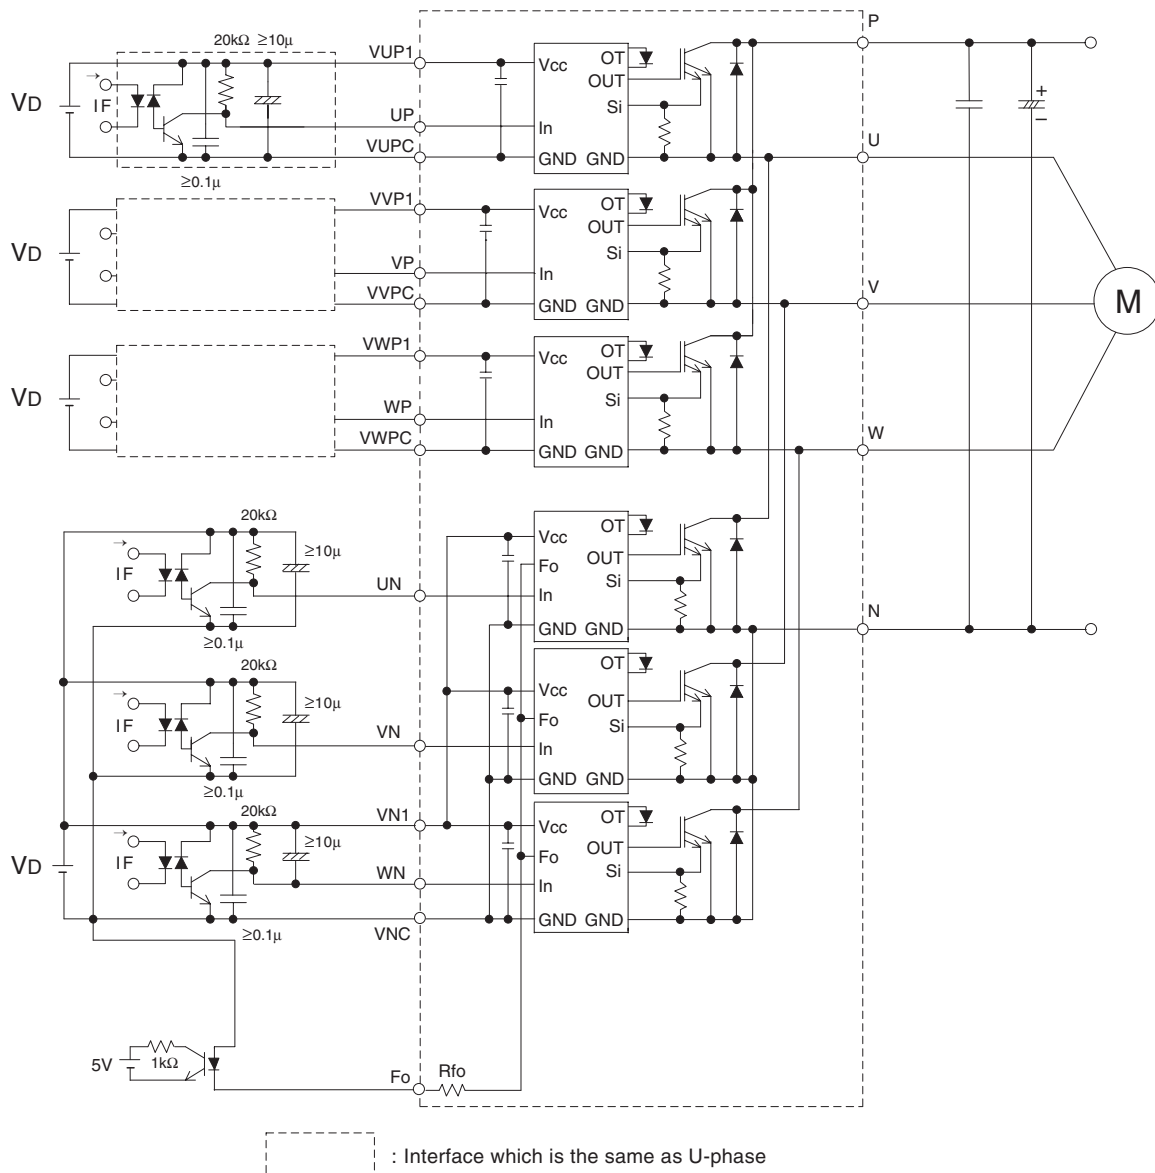 P
20kΩ ≥10μ
VUP1
Vcc
OT
OUT
Si
VD
IF
UP
In
VUPC
GND GND
U
≥0.1μ
+
−
VVP1
Vcc
OT
OUT
Si
VD
VP
In
VVPC
GND GND
V
M
VWP1
Vcc
OT
OUT
Si
VD
WP
In
VWPC
GND GND
W
20kΩ
≥10μ
IF
UN
Vcc
Fo
In
GND GND
OT
OUT
Si
N
≥0.1μ
20kΩ
≥10μ
IF
VN
Vcc
Fo
In
GND GND
OT
OUT
Si
≥0.1μ
20kΩ
≥10μ
VN1
VD
IF
WN
Vcc
Fo
In
GND GND
OT
OUT
Si
≥0.1μ
VNC
5V
1kΩ
Fo
Rfo
: Interface which is the same as U-phase